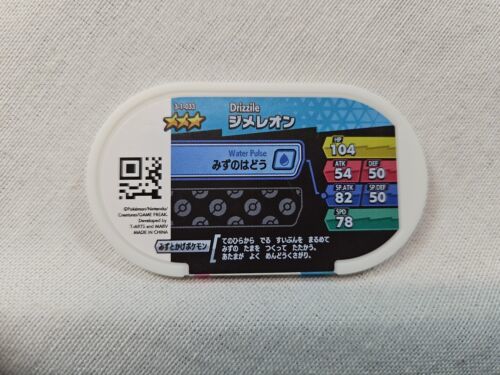 3-1-033
Drizzile
ジメレオン
Water Pulse
みずのはどう
HP
104
ATK
54
DEF
50
SP.ATK
82
SP.DEF
50
SPD
78
©Pokémon/Nintendo/
Creatures/GAME FREAK
Developed by
T-ARTS and MARV
MADE IN CHINA
みずとかげポケモン
てのひらから でる すいぶんを まるめて
みずの たまを つくって たたかう。
あたまが よく めんどうくさがり。